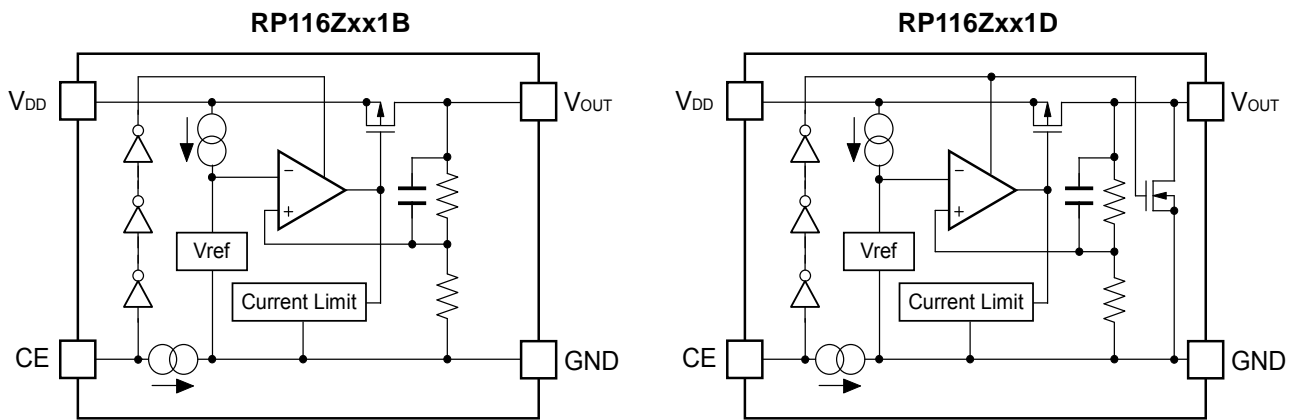 RP116Zxx1B
VDD
VOUT
−
+
Vref
Current Limit
CE
GND
RP116Zxx1D
VDD
VOUT
−
+
Vref
Current Limit
CE
GND